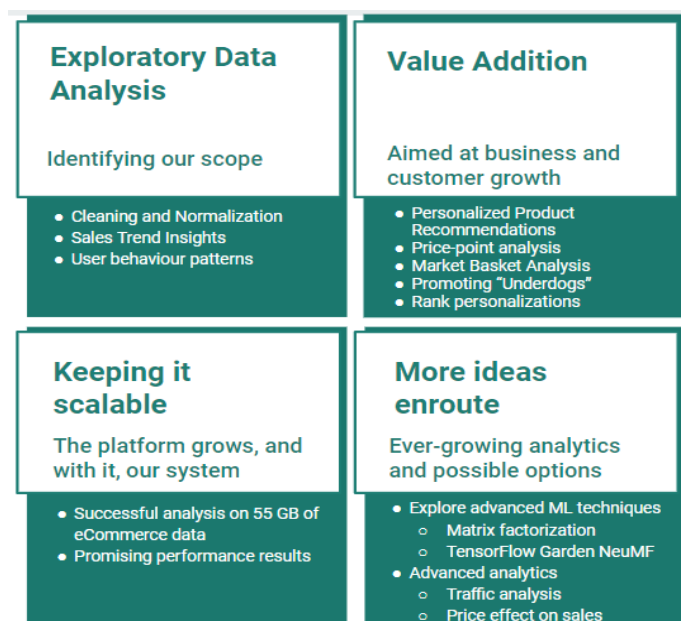 Exploratory Data
Analysis
Identifying our scope
● Cleaning and Normalization
● Sales Trend Insights
● User behaviour patterns
Value Addition
Aimed at business and
customer growth
● Personalized Product
Recommendations
● Price-point analysis
● Market Basket Analysis
● Promoting “Underdogs”
● Rank personalizations
Keeping it
scalable
The platform grows, and
with it, our system
● Successful analysis on 55 GB of
eCommerce data
● Promising performance results
More ideas
enroute
Ever-growing analytics
and possible options
● Explore advanced ML techniques
○ Matrix factorization
○ TensorFlow Garden NeuMF
● Advanced analytics
○ Traffic analysis
○ Price effect on sales